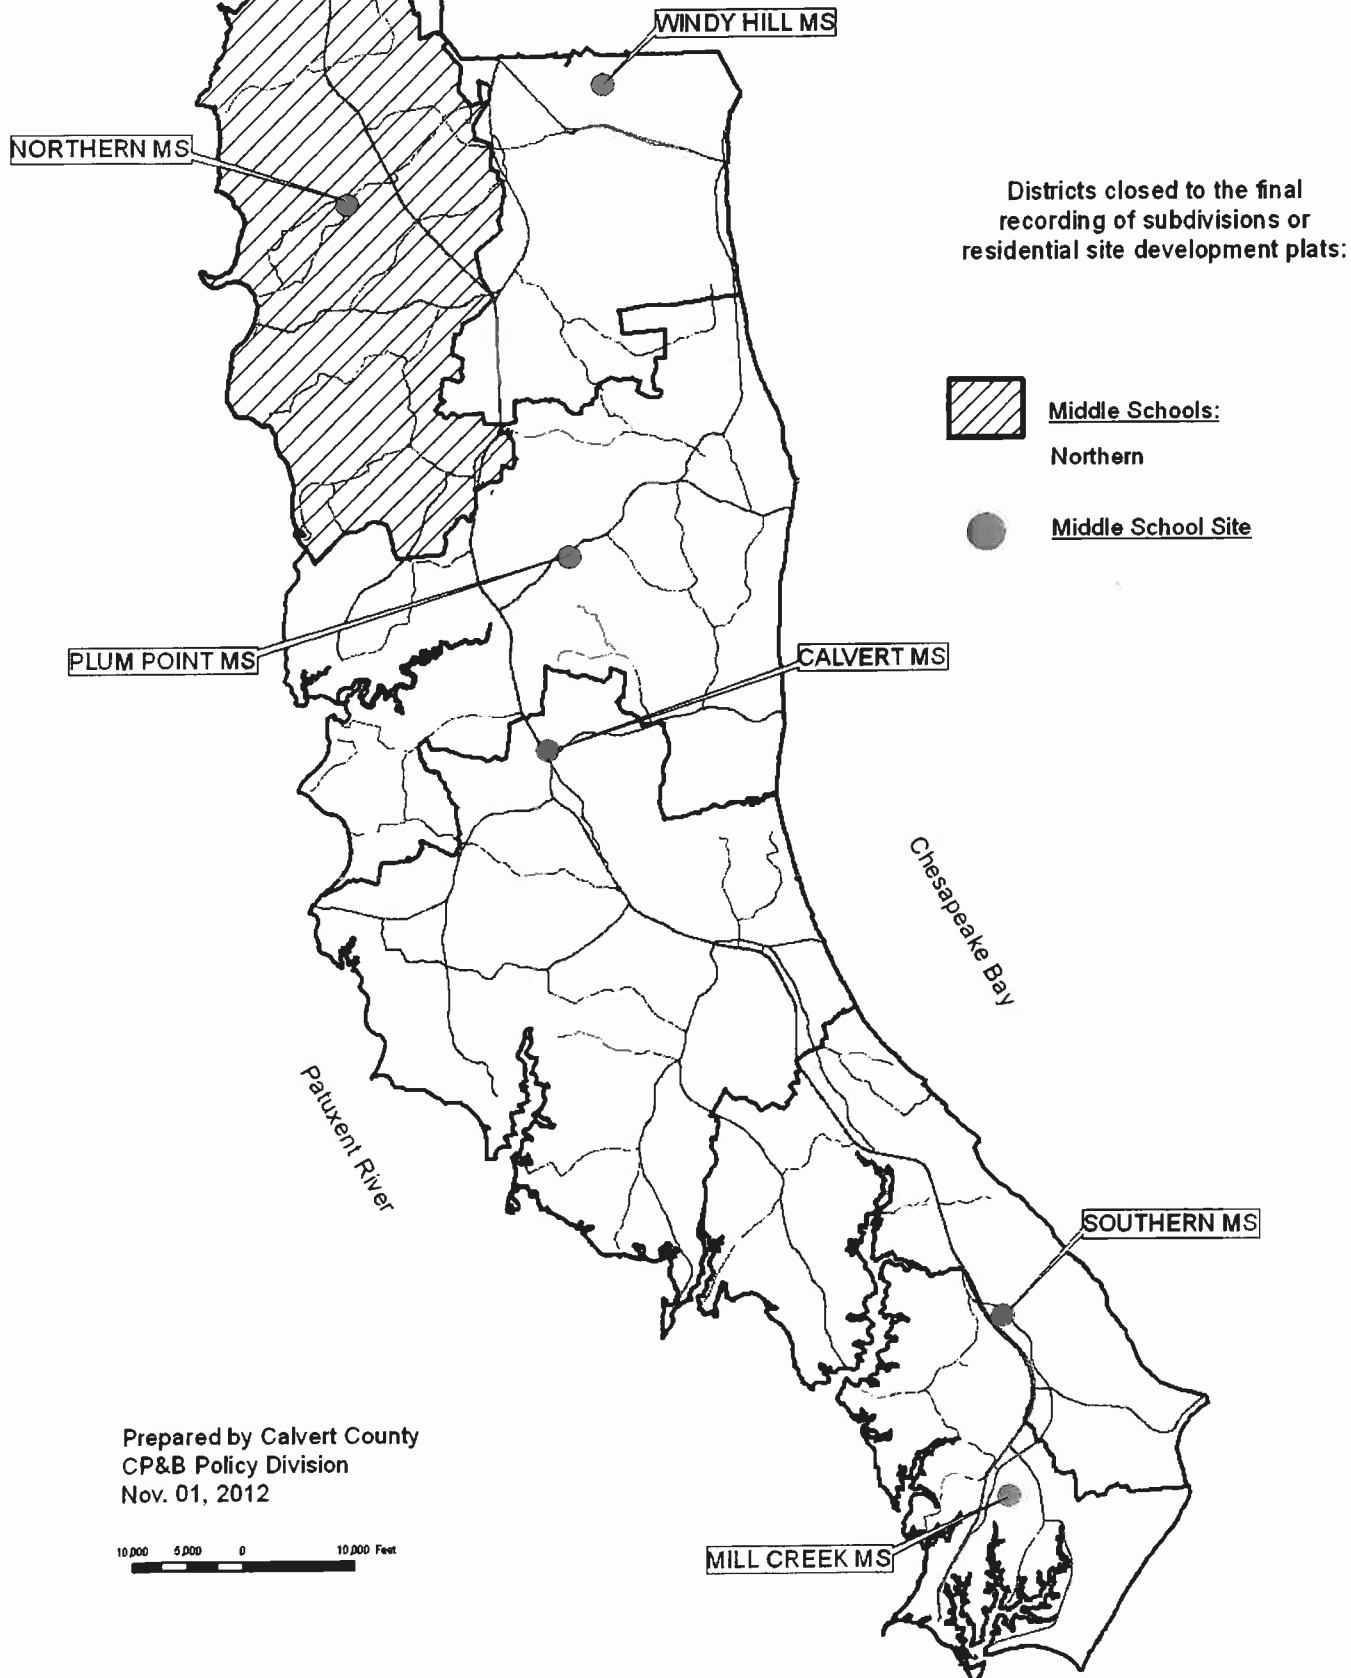 WINDY HILL MS
NORTHERN MS
Districts closed to the final
recording of subdivisions or
residential site development plats:
Middle Schools:
Northern
Middle School Site
PLUM POINT MS
CALVERT MS
Chesapeake Bay
Patuxent River
SOUTHERN MS
Prepared by Calvert County
CP&B Policy Division
Nov. 01, 2012
10,000 5,000 0 10,000 Feet
MILL CREEK MS